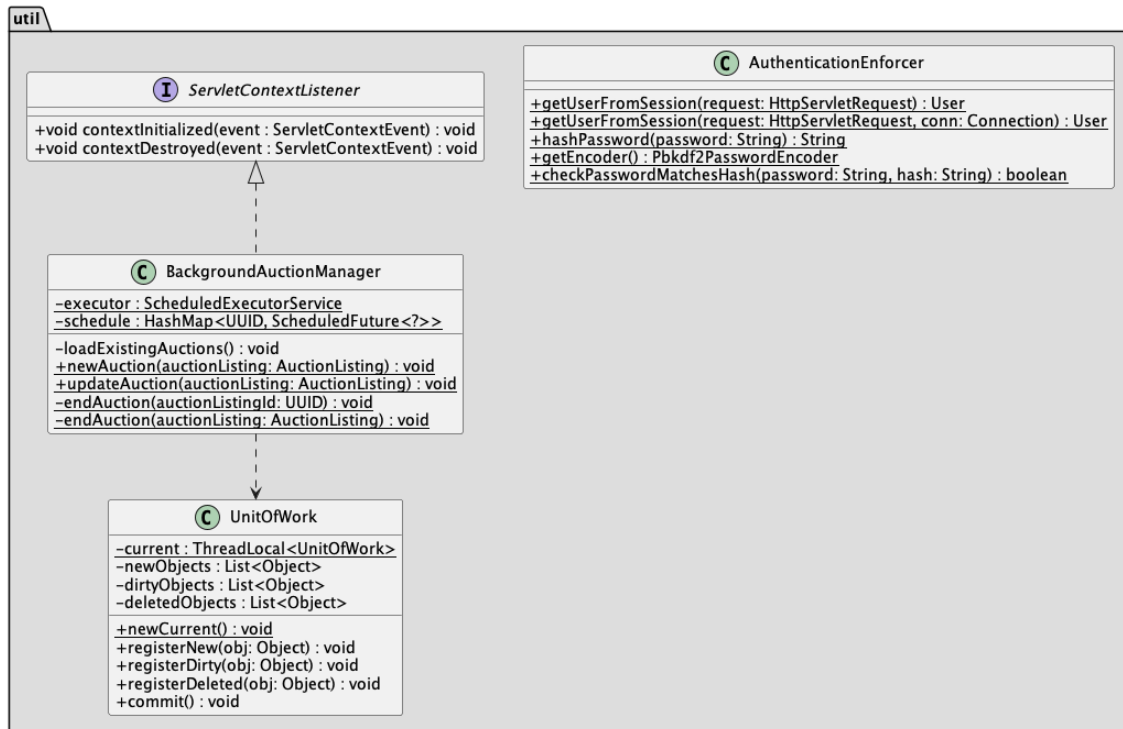 util
I ServletContextListener
+void contextInitialized(event : ServletContextEvent) : void
+void contextDestroyed(event : ServletContextEvent) : void
C AuthenticationEnforcer
+getUserFromSession(request: HttpServletRequest) : User
+getUserFromSession(request: HttpServletRequest, conn: Connection) : User
+hashPassword(password: String) : String
+getEncoder() : Pbkdf2PasswordEncoder
+checkPasswordMatchesHash(password: String, hash: String) : boolean
C BackgroundAuctionManager
-executor : ScheduledExecutorService
-schedule : HashMap<UUID, ScheduledFuture<?>>
-loadExistingAuctions() : void
+newAuction(auctionListing: AuctionListing) : void
+updateAuction(auctionListing: AuctionListing) : void
-endAuction(auctionListingId: UUID) : void
-endAuction(auctionListing: AuctionListing) : void
C UnitOfWork
-current : ThreadLocal<UnitOfWork>
-newObjects : List<Object>
-dirtyObjects : List<Object>
-deletedObjects : List<Object>
+newCurrent() : void
+registerNew(obj: Object) : void
+registerDirty(obj: Object) : void
+registerDeleted(obj: Object) : void
+commit() : void